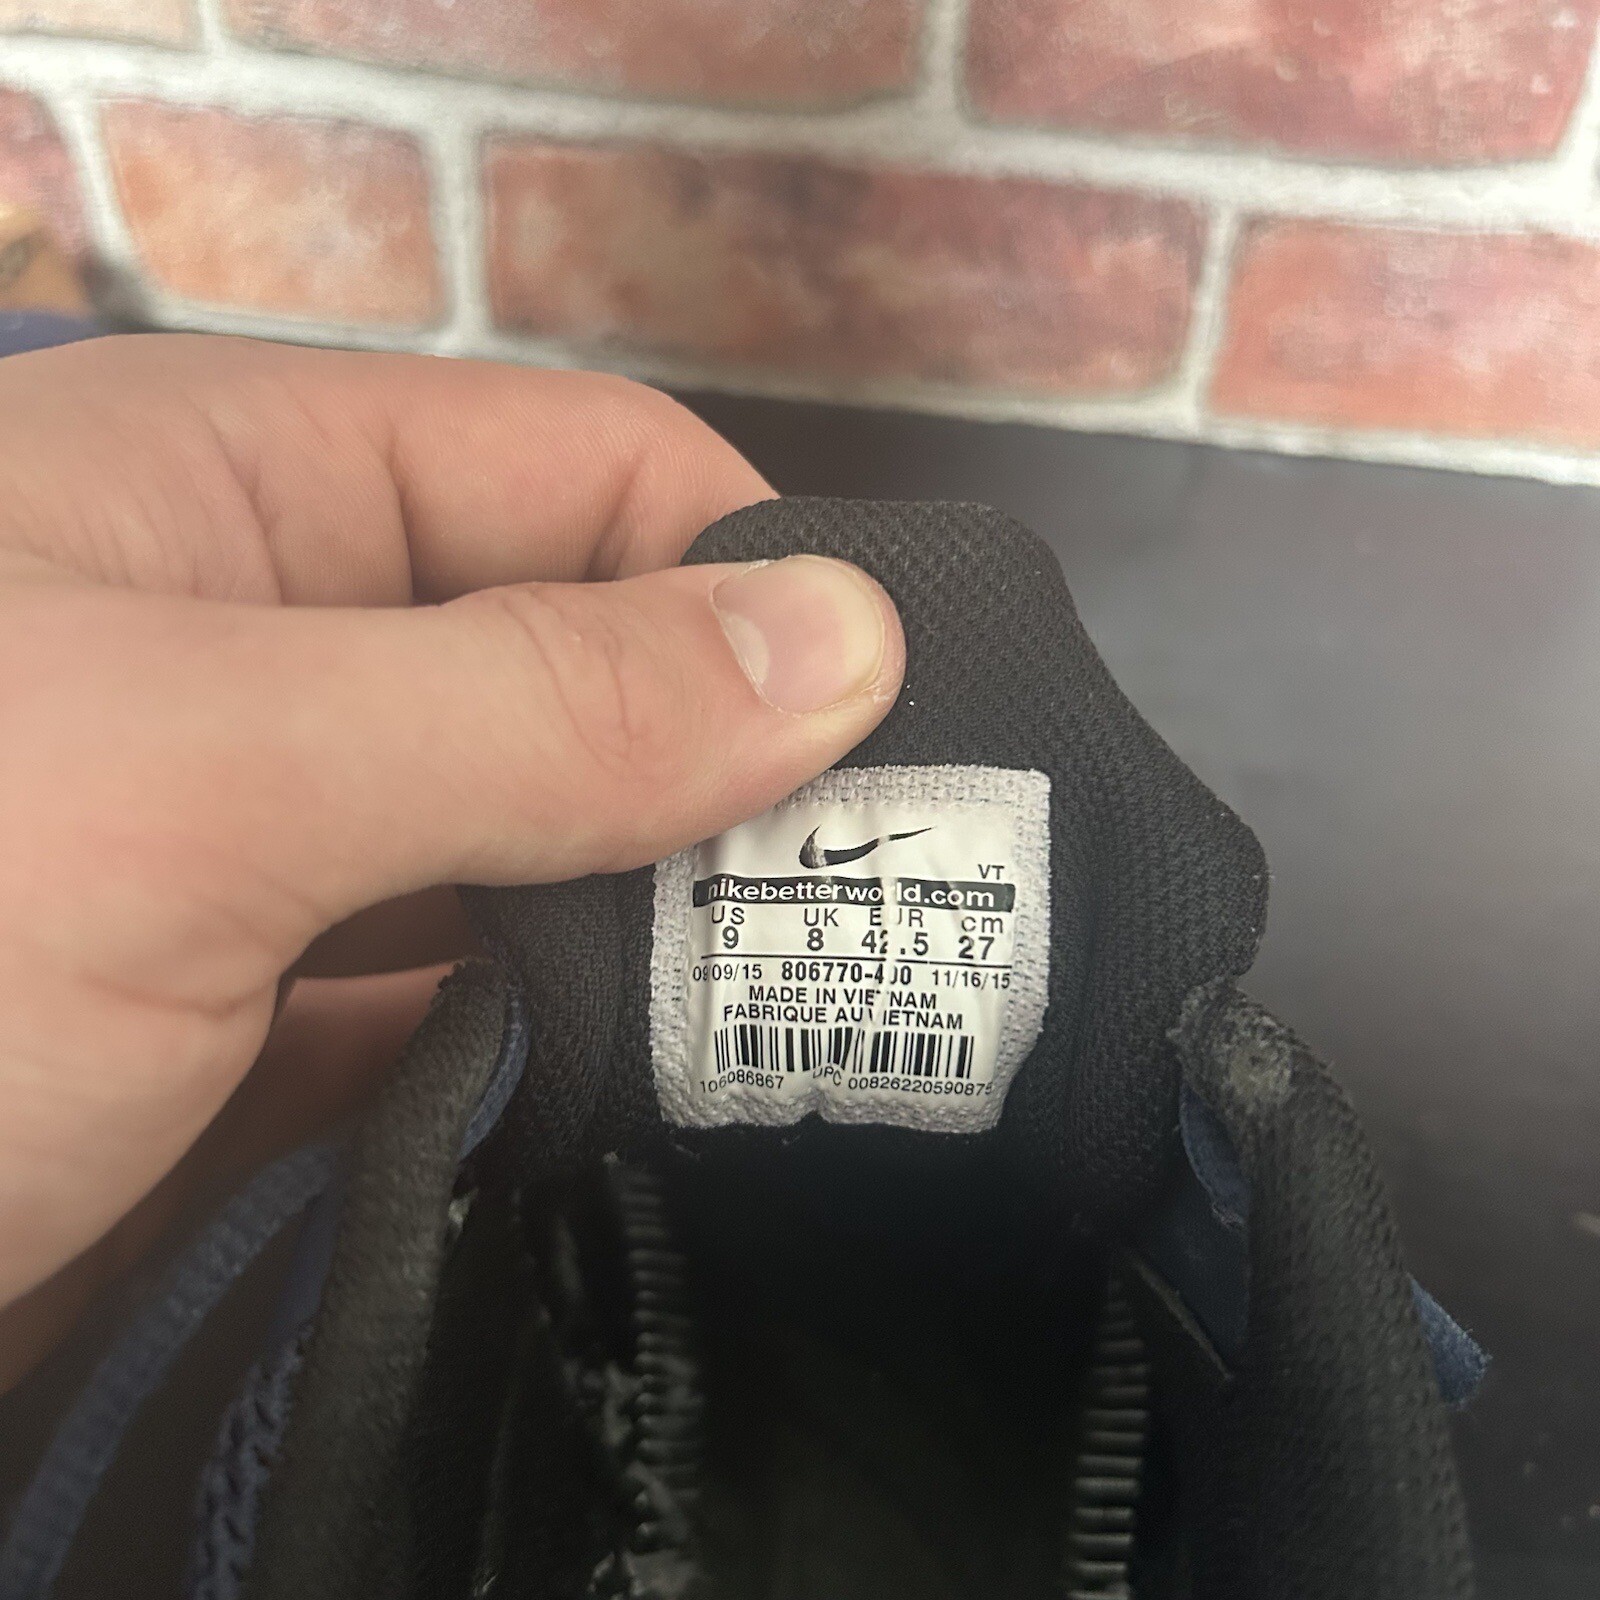 VT
nikebetterworld.com
US UK EUR cm
9 8 42.5 27
09/09/15 806770-400 11/16/15
MADE IN VIETNAM
FABRIQUE AU VIETNAM
106086867 UPC 00826220590875